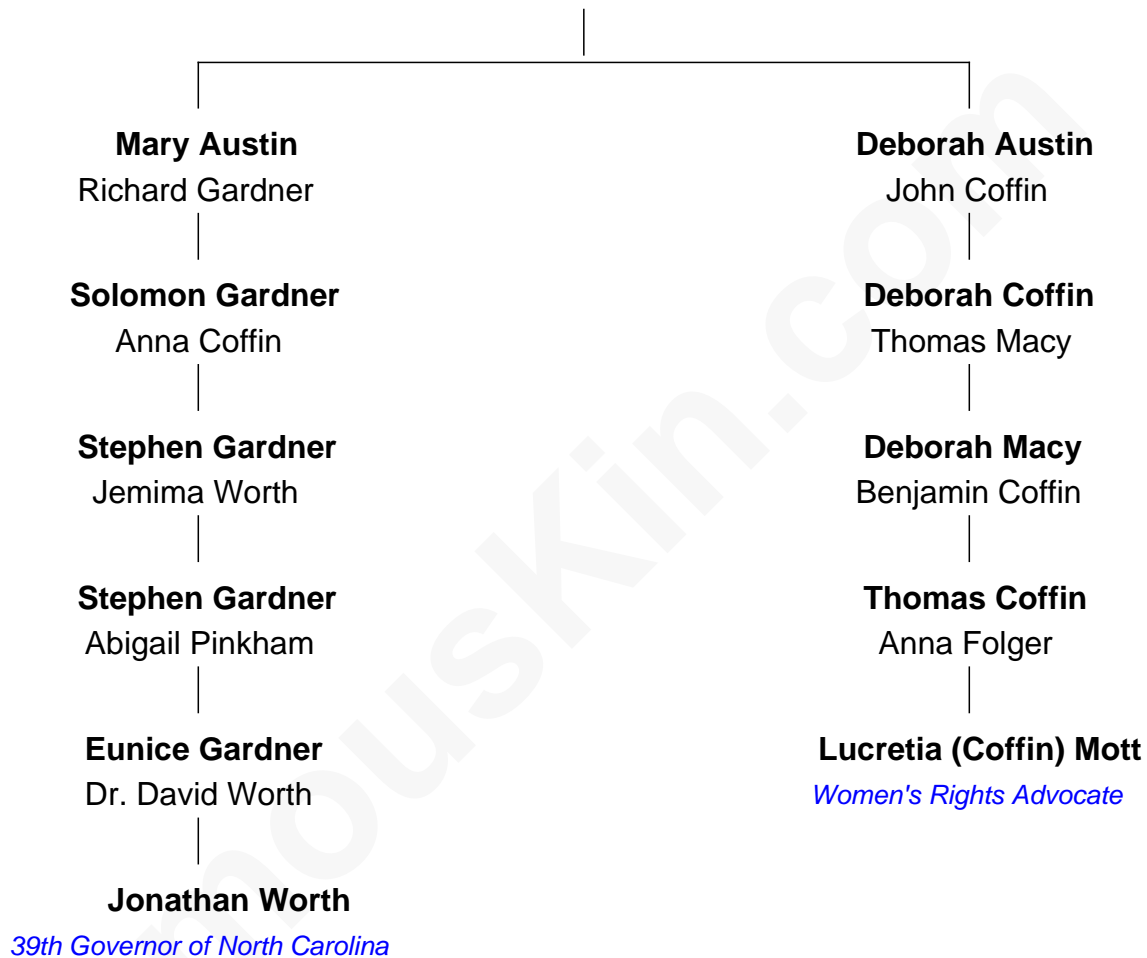 Mary Austin
Richard Gardner
Solomon Gardner
Anna Coffin
Stephen Gardner
Jemima Worth
Stephen Gardner
Abigail Pinkham
Eunice Gardner
Dr. David Worth
Jonathan Worth
39th Governor of North Carolina
Deborah Austin
John Coffin
Deborah Coffin
Thomas Macy
Deborah Macy
Benjamin Coffin
Thomas Coffin
Anna Folger
Lucretia (Coffin) Mott
Women's Rights Advocate
mouskin.com